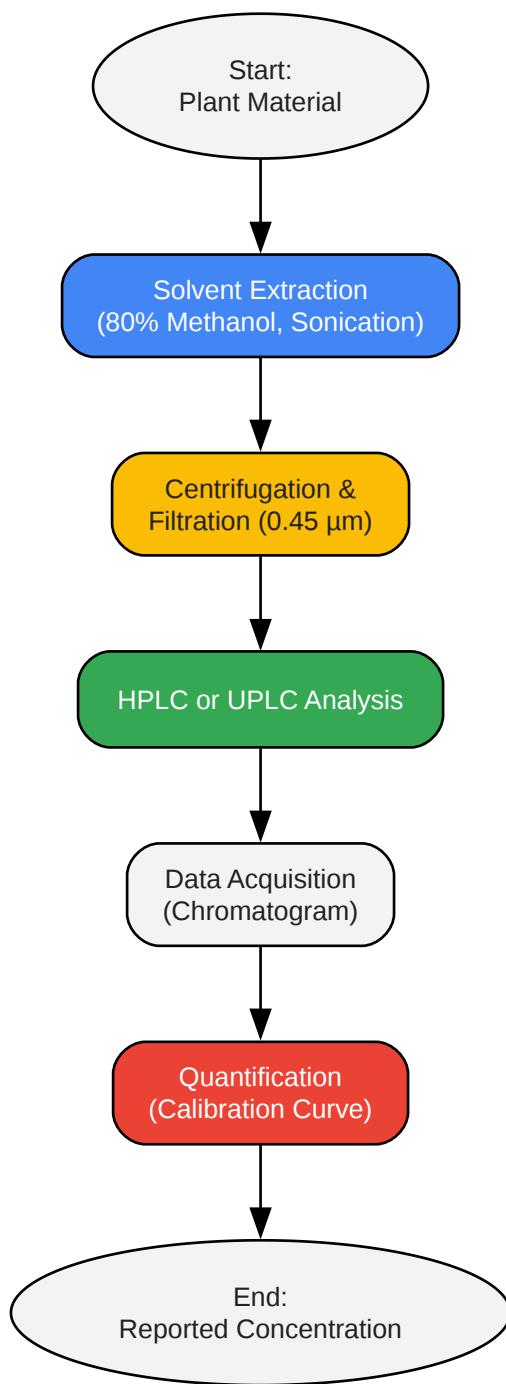 Start:
Plant Material
Solvent Extraction
(80% Methanol, Sonication)
Centrifugation &
Filtration (0.45 µm)
HPLC or UPLC Analysis
Data Acquisition
(Chromatogram)
Quantification
(Calibration Curve)
End:
Reported Concentration